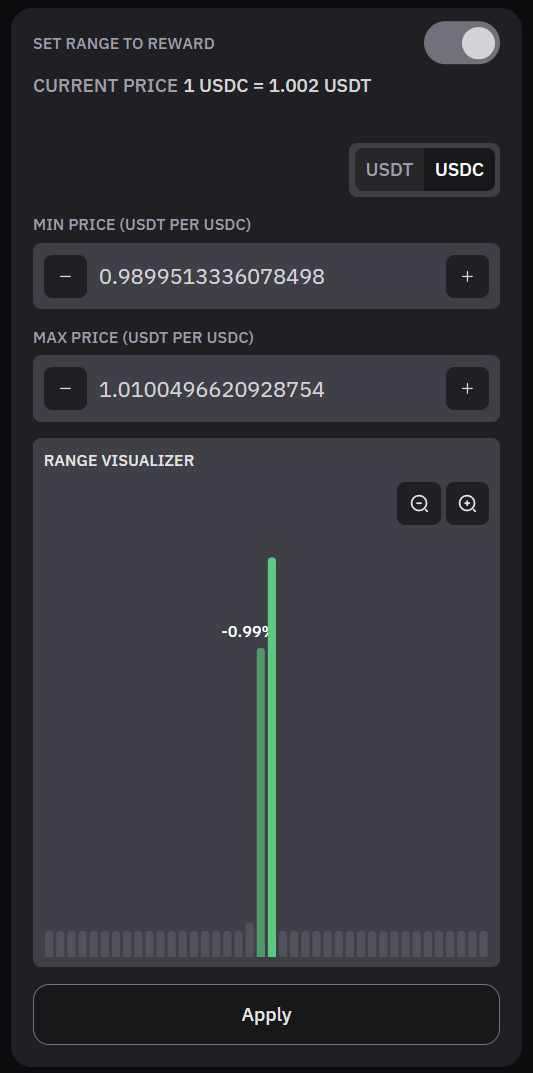 SET RANGE TO REWARD
CURRENT PRICE 1 USDC = 1.002 USDT
USDT USDC
MIN PRICE (USDT PER USDC)
− 0.9899513336078498 +
MAX PRICE (USDT PER USDC)
− 1.0100496620928754 +
RANGE VISUALIZER
-0.99%
Apply